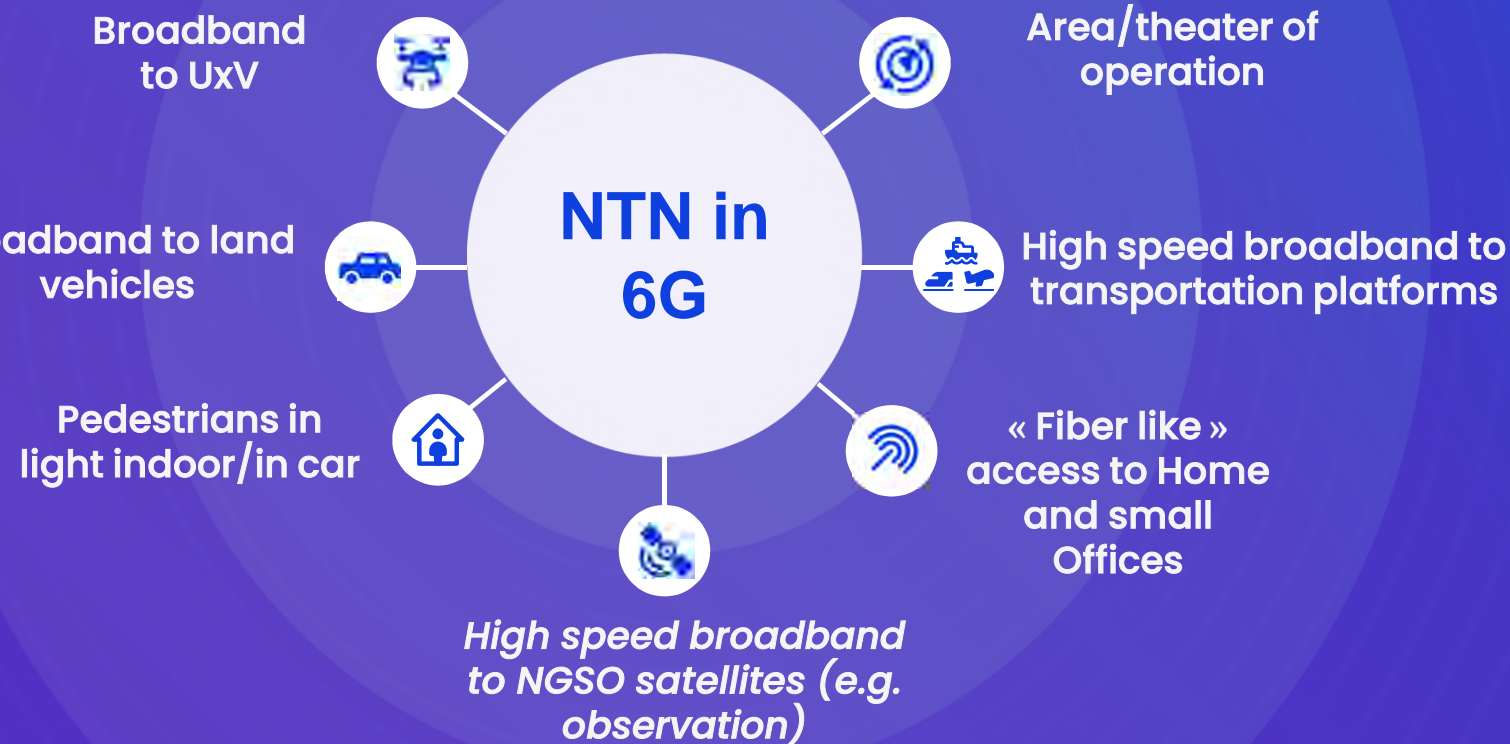 Broadband
to UxV
Area/theater of
operation
NTN in
6G
adband to land
vehicles
High speed broadband to
transportation platforms
Pedestrians in
light indoor/in car
« Fiber like »
access to Home
and small
Offices
High speed broadband
to NGSO satellites (e.g.
observation)